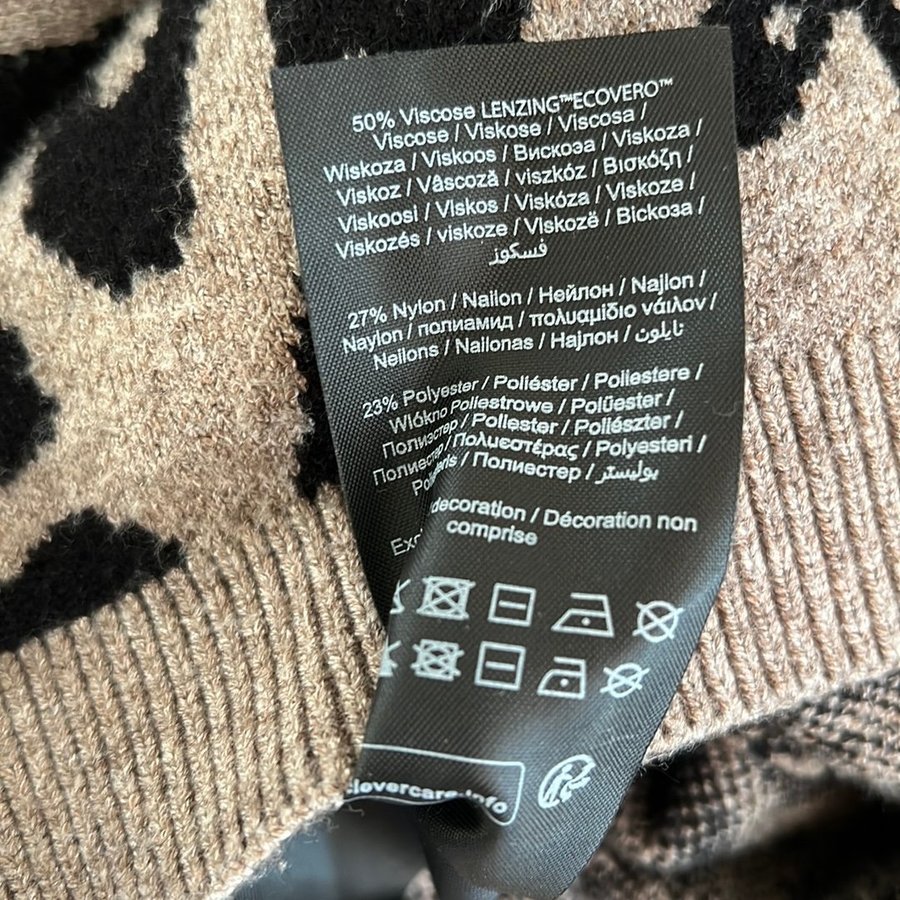 50% Viscose LENZING™ECOVERO™
Viscose / Viskose / Viscosa /
Wiskoza / Viskoos / Вискоза / Viskoza /
Viskoz / Vâscoză / viszkóz / Βισκόζη /
Viskoosi / Viskos / Viskóza / Viskoze /
Viskozės / viskoze / Viskozë / Віскоза /
فسكوز
27% Nylon / Nailon / Нейлон / Najlon /
Naylon / полиамид / πολυαμίδιο νάιλον /
Neilons / Nailonas / Најлон / نايلون
23% Polyester / Poliéster / Poliestere /
Włókno Poliestrowe / Polüester /
Полиэстер / Poliester / Poliészter /
/ Πολυεστέρας / Polyesteri /
/ Полиестер / بوليستر
decoration / Décoration non
comprise
clevercare.info